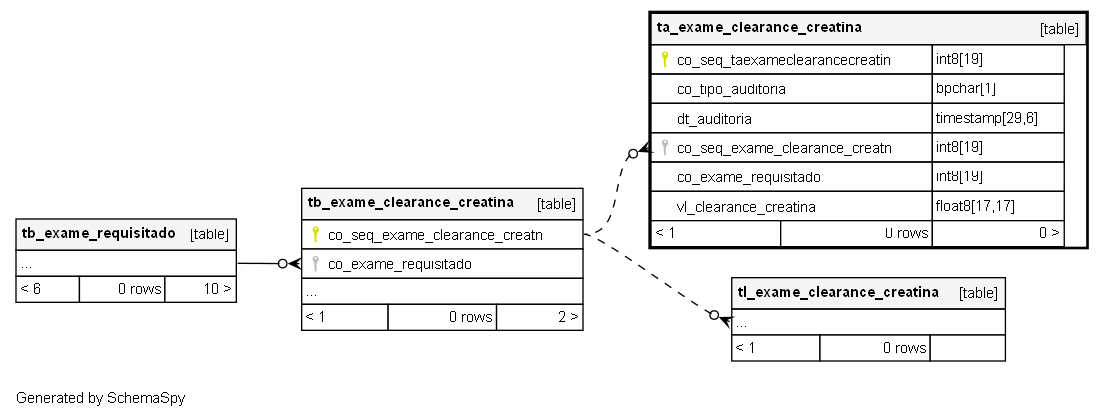 ta_exame_clearance_creatina [table]
co_seq_taexameclearancecreatin int8[19]
co_tipo_auditoria bpchar[1]
dt_auditoria timestamp[29,6]
co_seq_exame_clearance_creatn int8[19]
co_exame_requisitado int8[19]
vl_clearance_creatina float8[17,17]
< 1 0 rows 0 >
tb_exame_clearance_creatina [table]
co_seq_exame_clearance_creatn
co_exame_requisitado
...
< 1 0 rows 2 >
tb_exame_requisitado [table]
...
< 6 0 rows 10 >
tl_exame_clearance_creatina [table]
...
< 1 0 rows
Generated by SchemaSpy